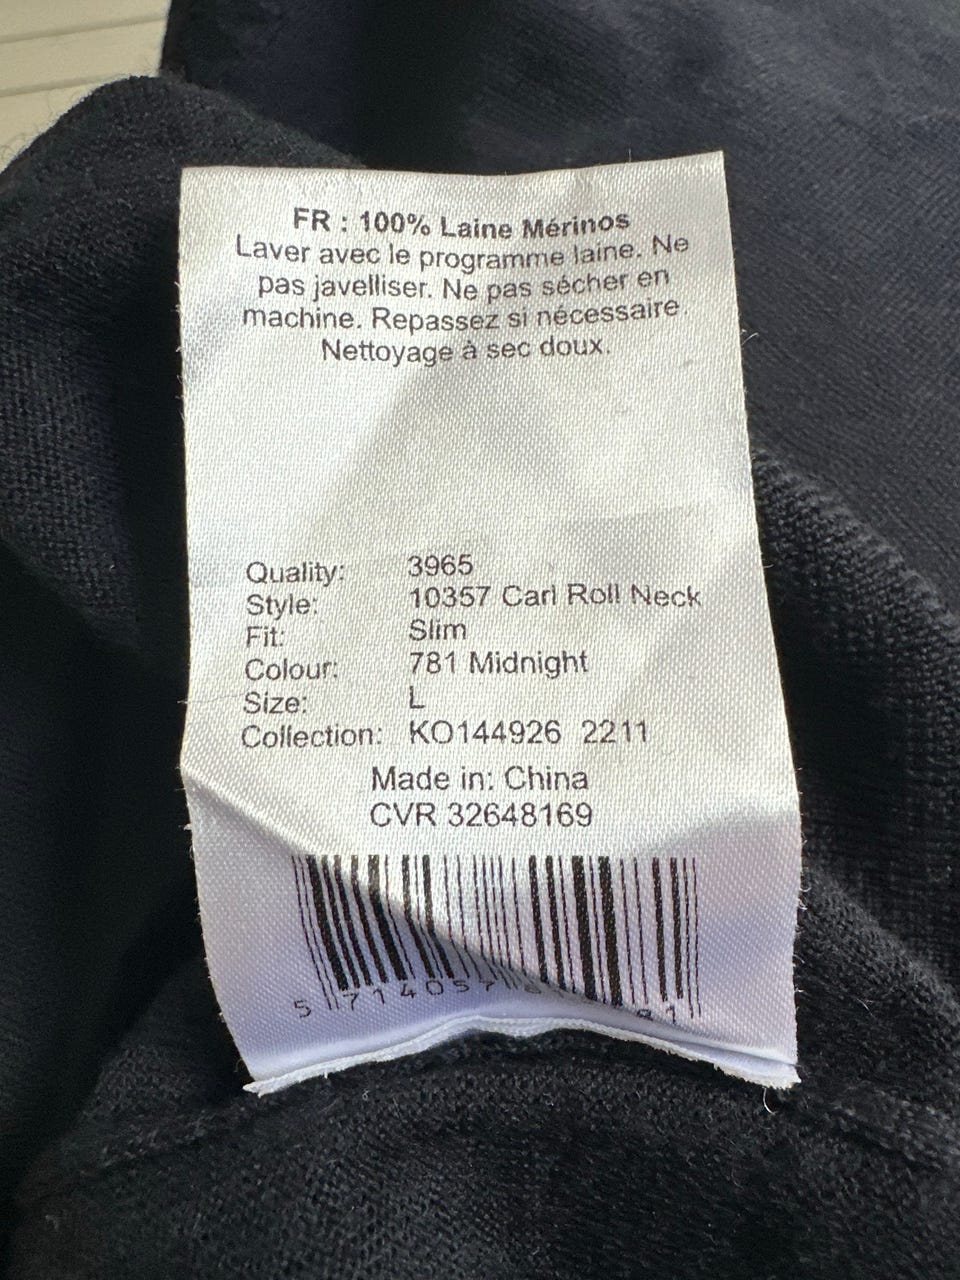 FR : 100% Laine Mérinos
Laver avec le programme laine. Ne
pas javelliser. Ne pas sécher en
machine. Repassez si nécessaire.
Nettoyage à sec doux.
Quality: 3965
Style: 10357 Carl Roll Neck
Fit: Slim
Colour: 781 Midnight
Size: L
Collection: KO144926 2211
Made in: China
CVR 32648169
5 714057